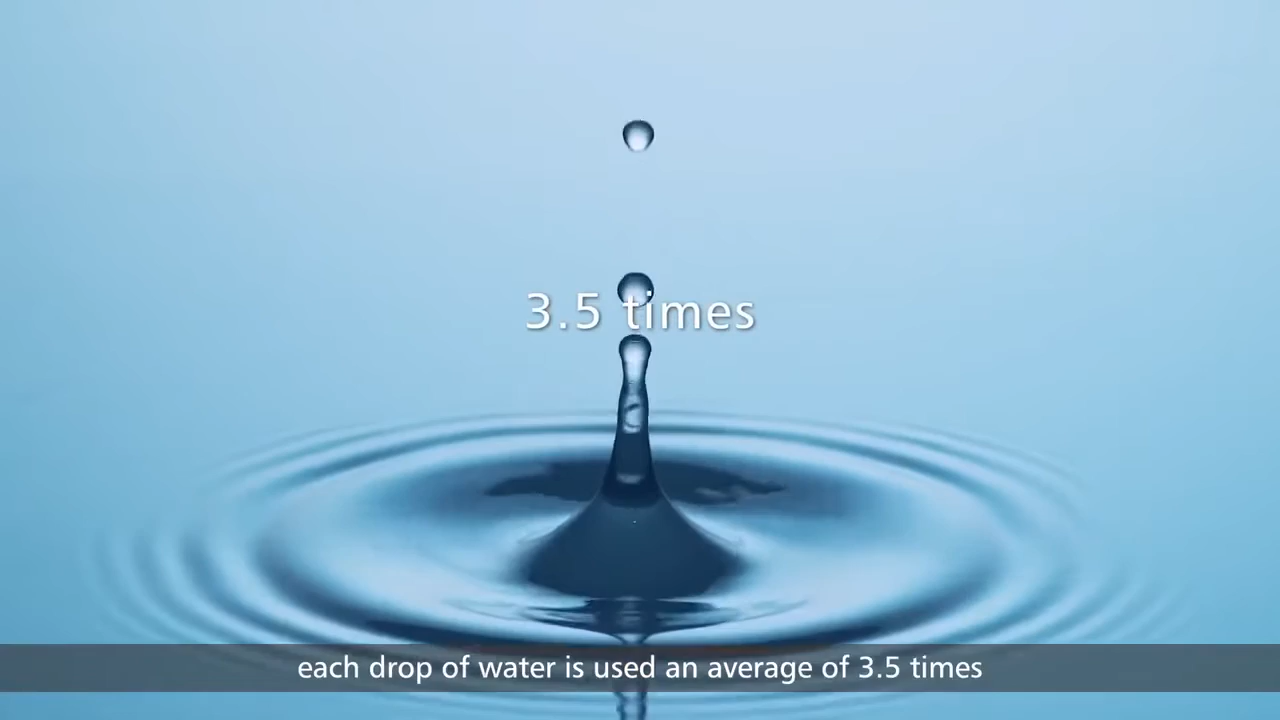 3.5 times
each drop of water is used an average of 3.5 times